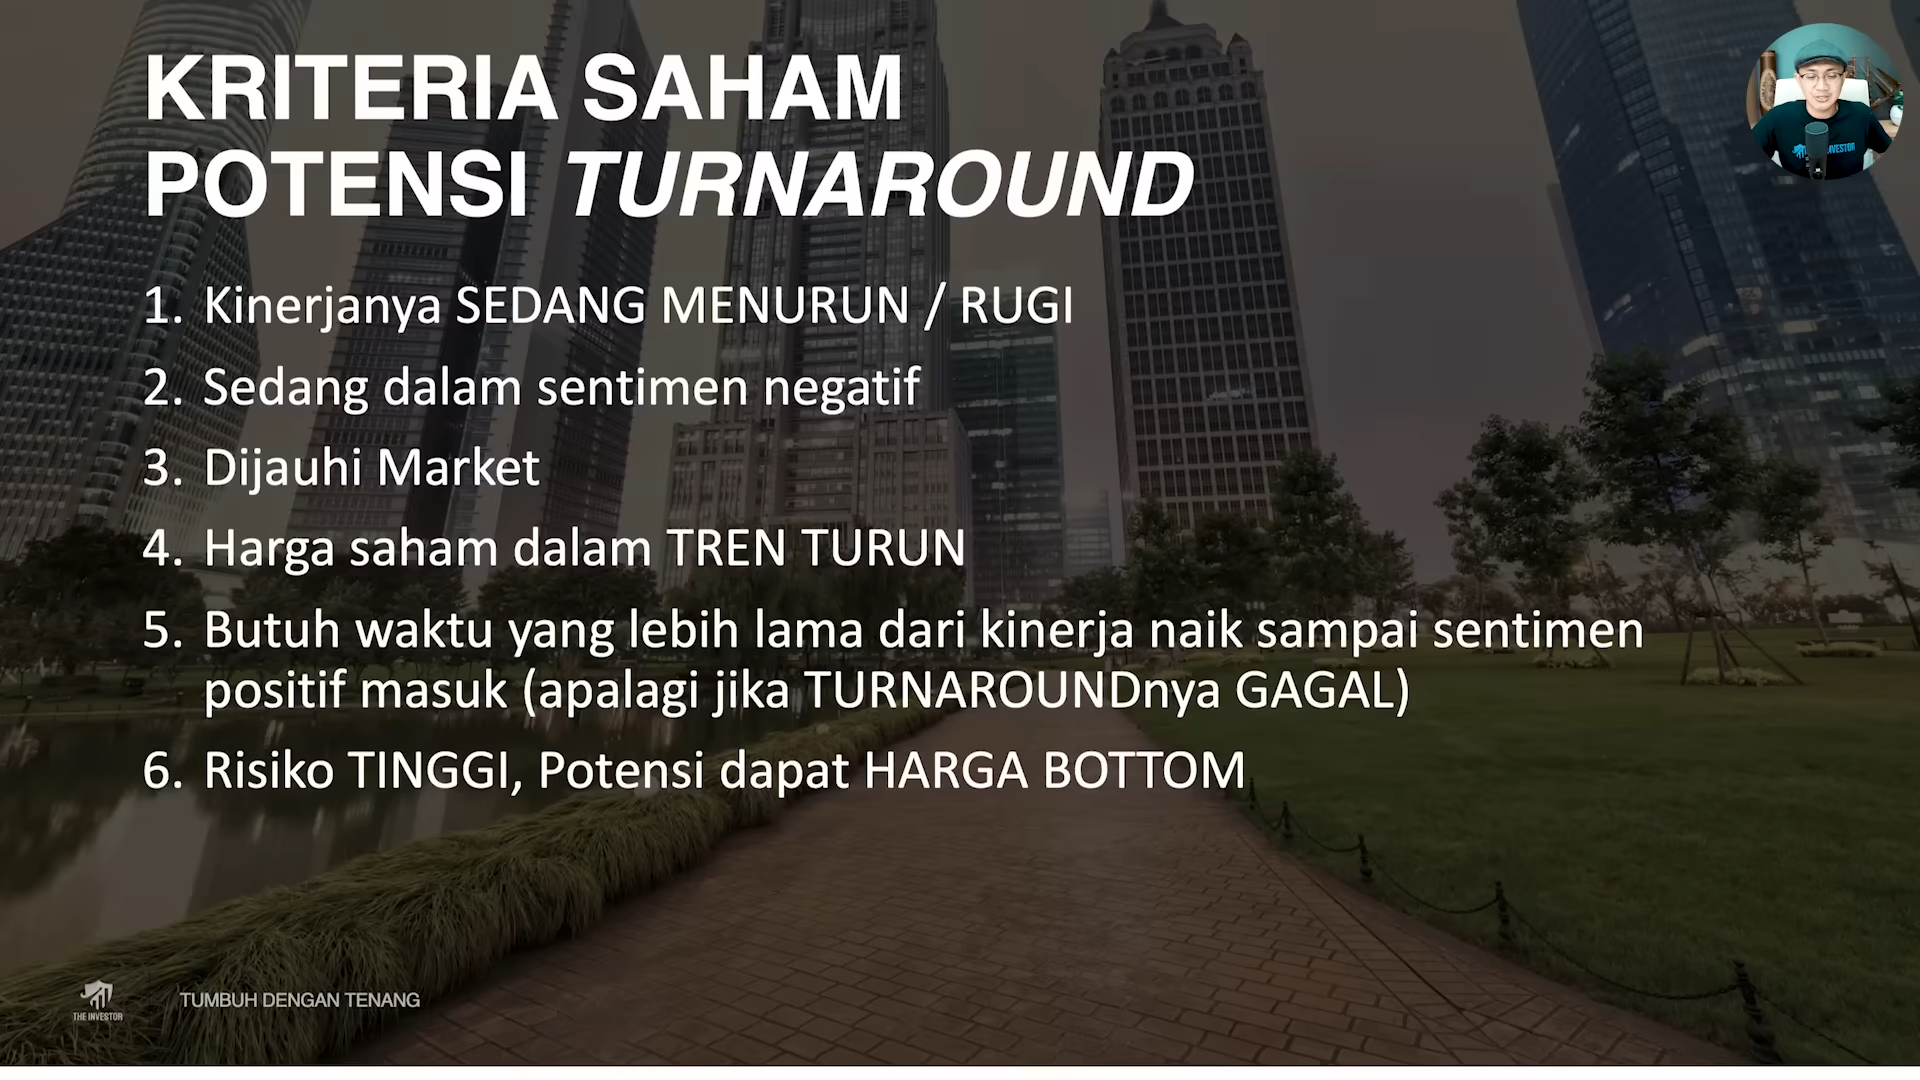 KRITERIA SAHAM
POTENSI TURNAROUND
1. Kinerjanya SEDANG MENURUN / RUGI
2. Sedang dalam sentimen negatif
3. Dijauhi Market
4. Harga saham dalam TREN TURUN
5. Butuh waktu yang lebih lama dari kinerja naik sampai sentimen
positif masuk (apalagi jika TURNAROUNDnya GAGAL)
6. Risiko TINGGI, Potensi dapat HARGA BOTTOM
THE INVESTOR
TUMBUH DENGAN TENANG